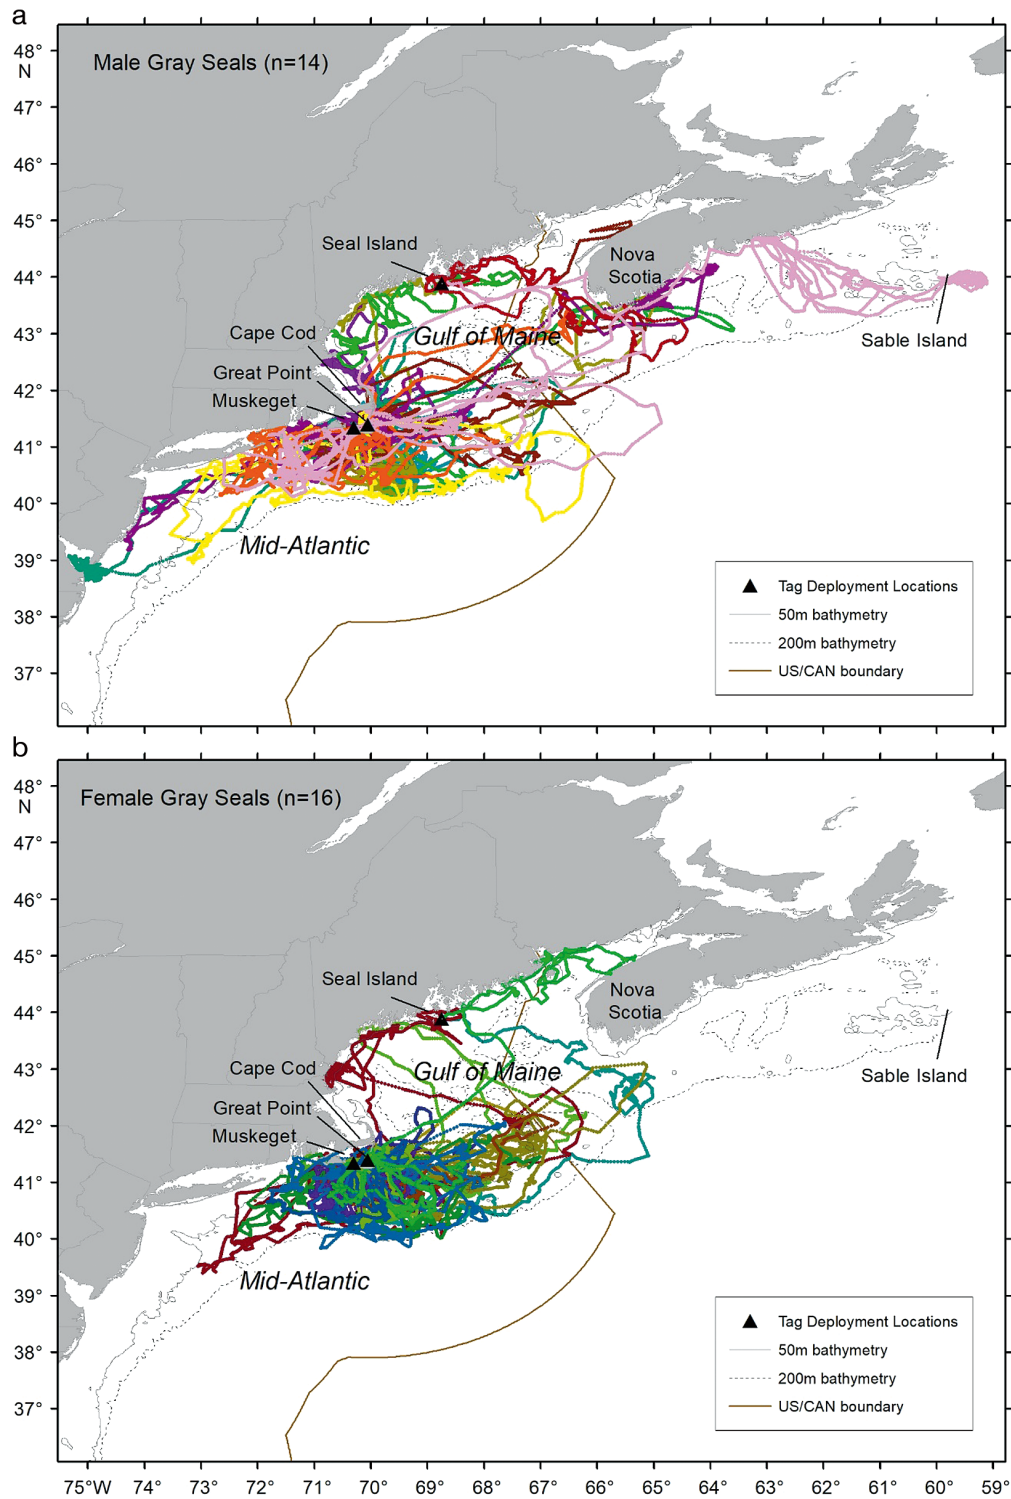 a
48°
N
Male Gray Seals (n=14)
47°
46°
45°
Seal Island
Nova
Scotia
44°
Cape Cod
Gulf of Maine
Sable Island
43°
Great Point
42°
Muskeget
41°
40°
Mid-Atlantic
39°
Tag Deployment Locations
38°
50m bathymetry
200m bathymetry
37°
US/CAN boundary
b
48°
N
Female Gray Seals (n=16)
47°
46°
45°
Seal Island
Nova
Scotia
44°
Cape Cod
Gulf of Maine
Sable Island
43°
Great Point
42°
Muskeget
41°
40°
Mid-Atlantic
39°
Tag Deployment Locations
38°
50m bathymetry
200m bathymetry
37°
US/CAN boundary
75°W 74° 73° 72° 71° 70° 69° 68° 67° 66° 65° 64° 63° 62° 61° 60° 59°